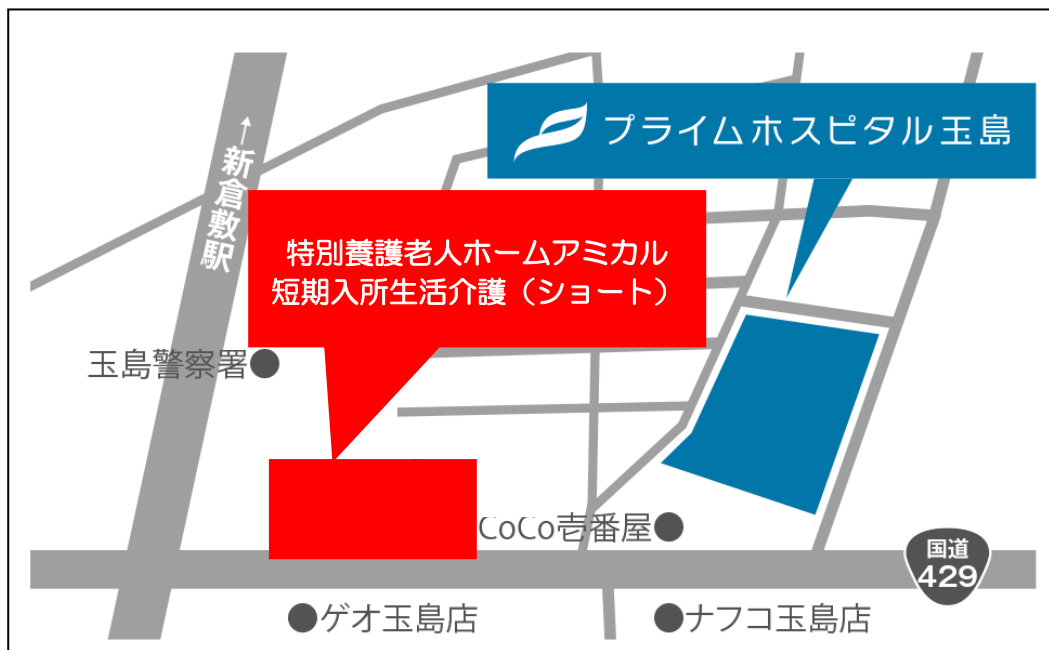 プライムホスピタル玉島
↑新倉敷駅
特別養護老人ホームアミカル
短期入所生活介護（ショート）
玉島警察署●
CoCo壱番屋●
国道
429
●ゲオ玉島店
●ナフコ玉島店